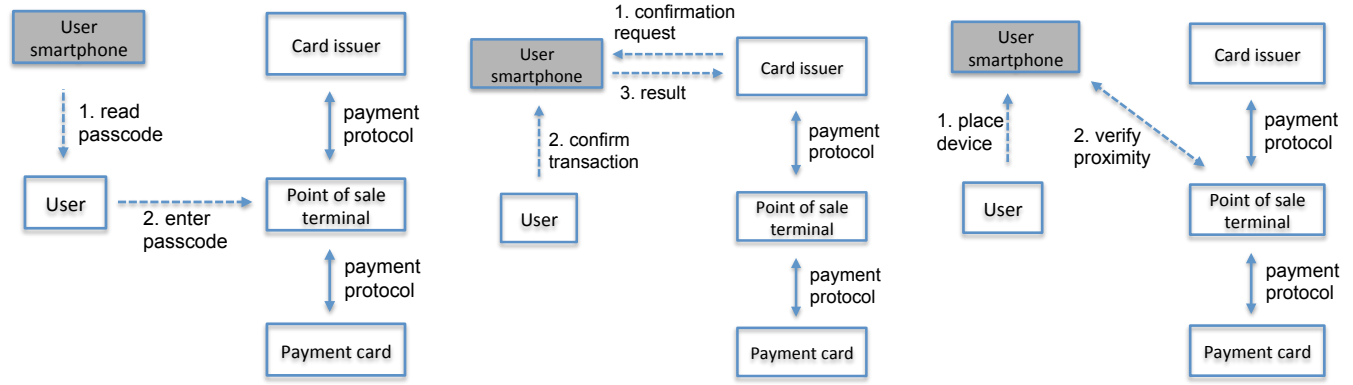 User
smartphone
Card issuer
1. read
passcode
payment
protocol
User
2. enter
passcode
Point of sale
terminal
payment
protocol
Payment card
1. confirmation
request
User
smartphone
Card issuer
3. result
2. confirm
transaction
payment
protocol
User
Point of sale
terminal
payment
protocol
Payment card
User
smartphone
Card issuer
1. place
device
2. verify
proximity
payment
protocol
User
Point of sale
terminal
payment
protocol
Payment card